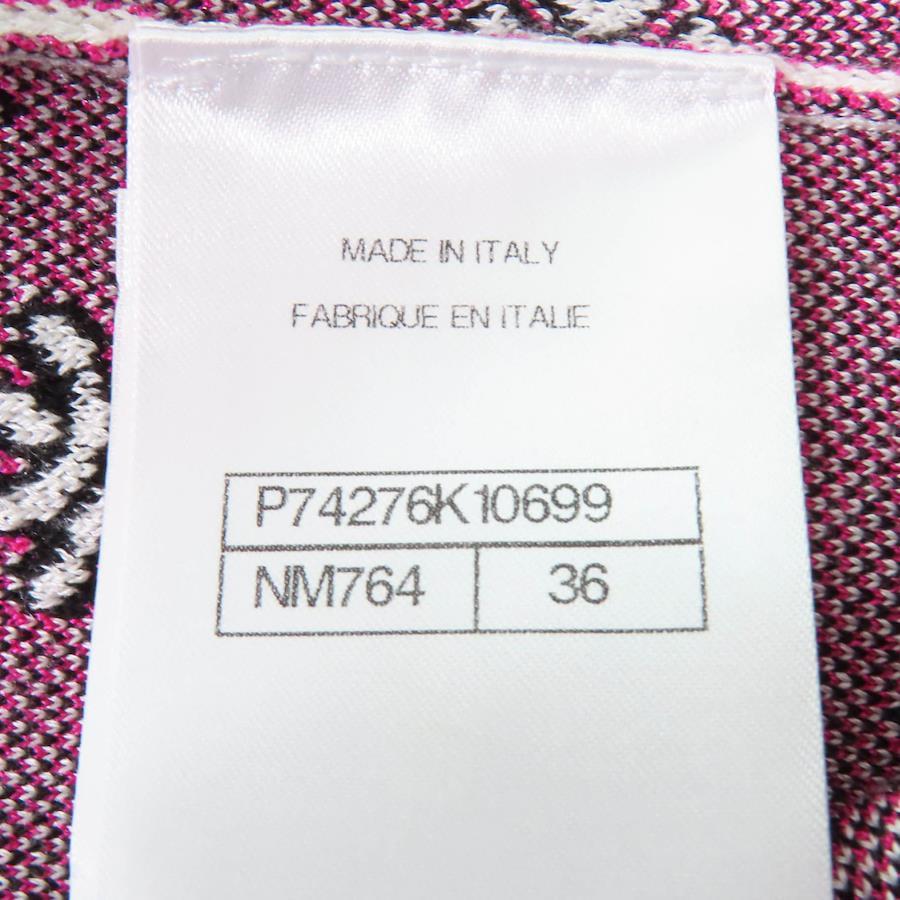 MADE IN ITALY
FABRIQUE EN ITALIE
P74276K10699
NM764 36